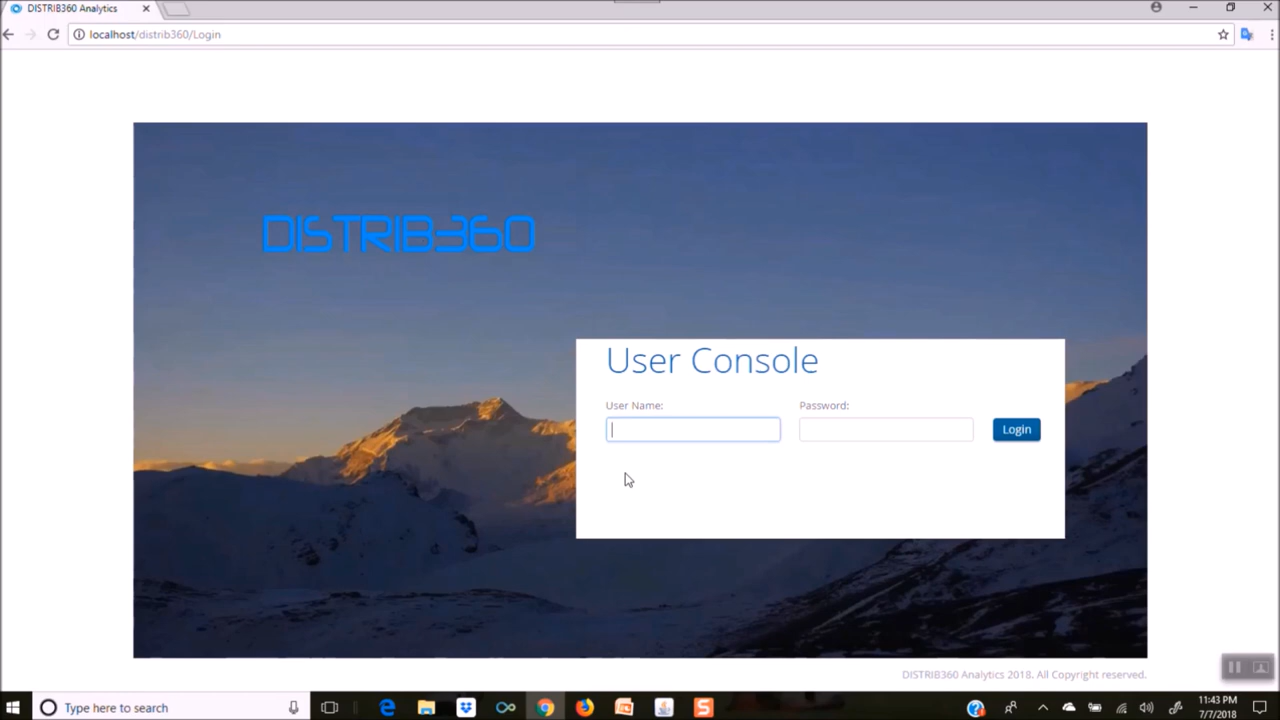 DISTRIB360 Analytics
localhost/distrib360/Login
DISTRIB360
User Console
User Name:
Password:
Login
DISTRIB360 Analytics 2018. All Copyright reserved.
Type here to search
11:43 PM
7/7/2018